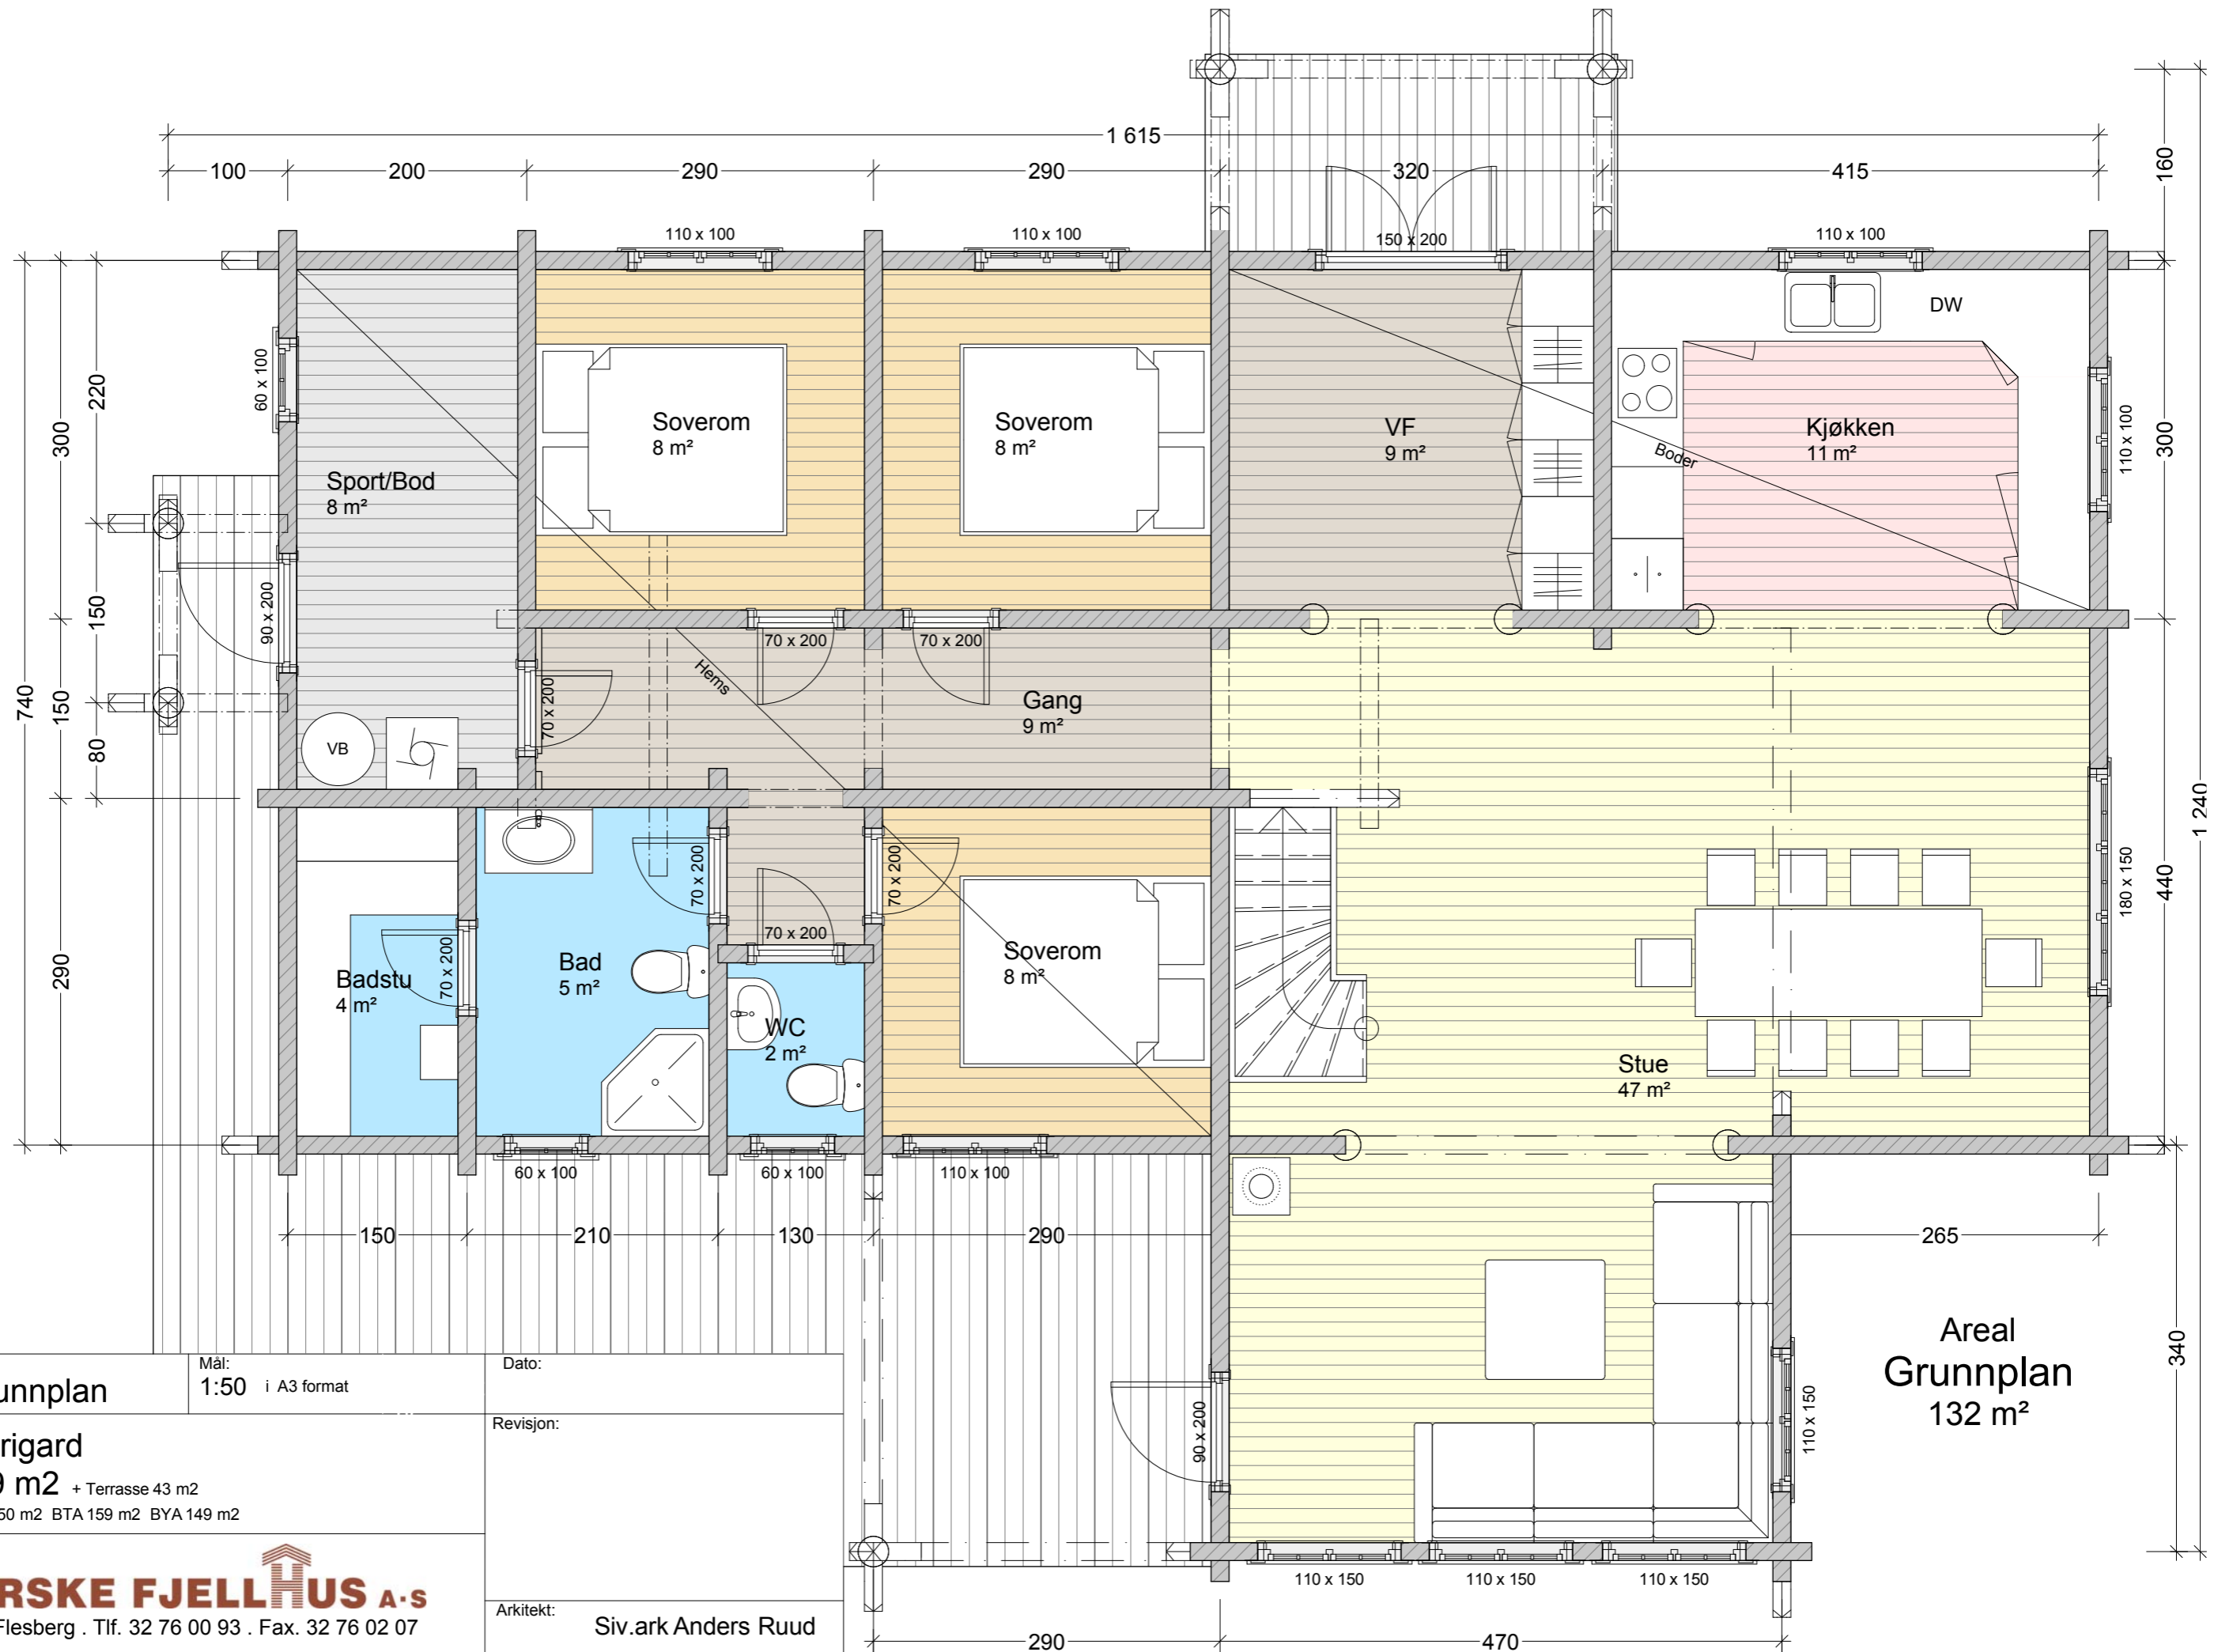 1 615
100
200
290
290
320
415
160
110 x 100
110 x 100
150 x 200
110 x 100
DW
60 x 100
220
300
Soverom
8 m²
Soverom
8 m²
VF
9 m²
Boder
Kjøkken
11 m²
110 x 100
300
Sport/Bod
8 m²
90 x 200
150
70 x 200
70 x 200
Hems
70 x 200
Gang
9 m²
740
150
80
VB
1 240
70 x 200
70 x 200
180 x 150
440
70 x 200
290
Badstu
4 m²
70 x 200
Bad
5 m²
Soverom
8 m²
WC
2 m²
Stue
47 m²
60 x 100
60 x 100
110 x 100
150
210
130
290
265
Areal
Grunnplan
132 m²
340
unnplan
Mål:
1:50 i A3 format
Dato:
rigard
9 m2 + Terrasse 43 m2
50 m2 BTA 159 m2 BYA 149 m2
Revisjon:
90 x 200
110 x 150
RSKE FJELLHUS A·S
Flesberg . Tlf. 32 76 00 93 . Fax. 32 76 02 07
Arkitekt:
Siv.ark Anders Ruud
110 x 150
110 x 150
110 x 150
290
470